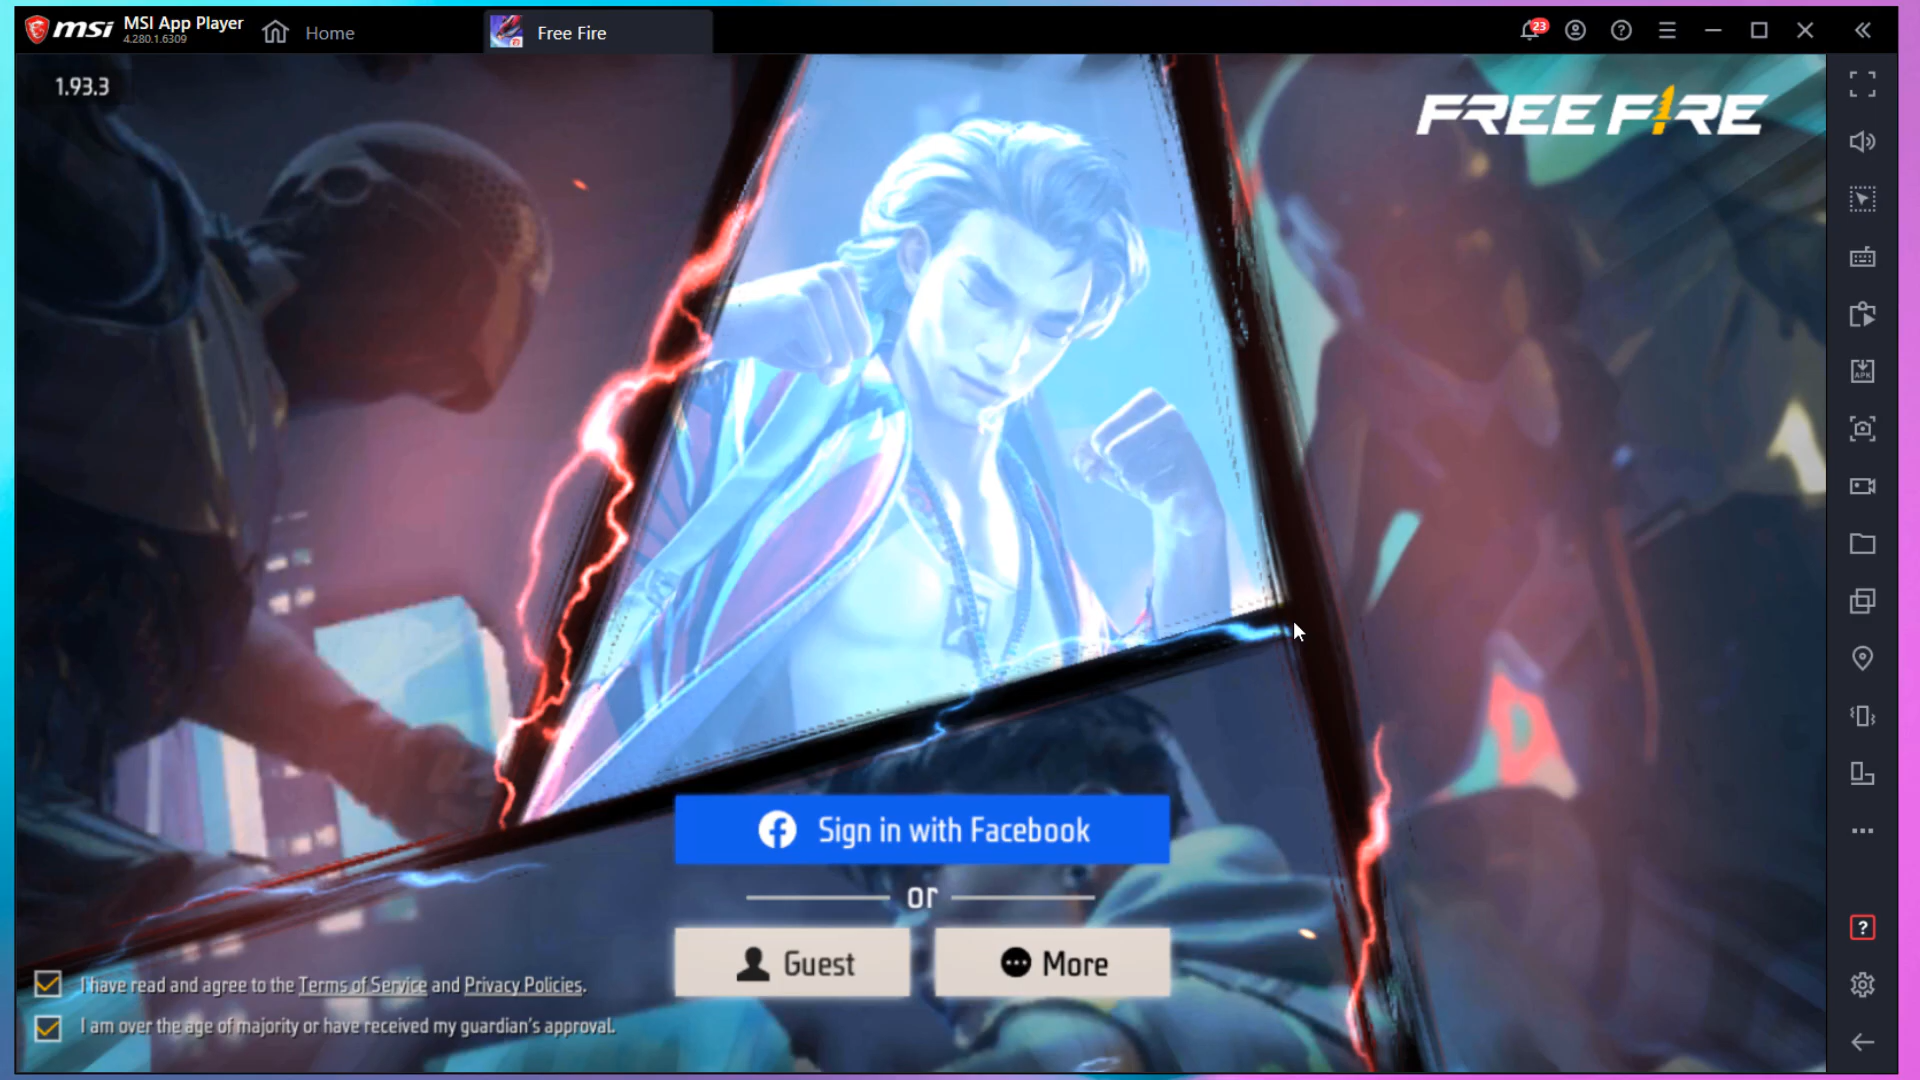 msi MSI App Player
4.280.1.6309
Home
Free Fire
23
1.93.3
FREE FIRE
APK
Sign in with Facebook
or
Guest
More
I have read and agree to the Terms of Service and Privacy Policies.
I am over the age of majority or have received my guardian's approval.